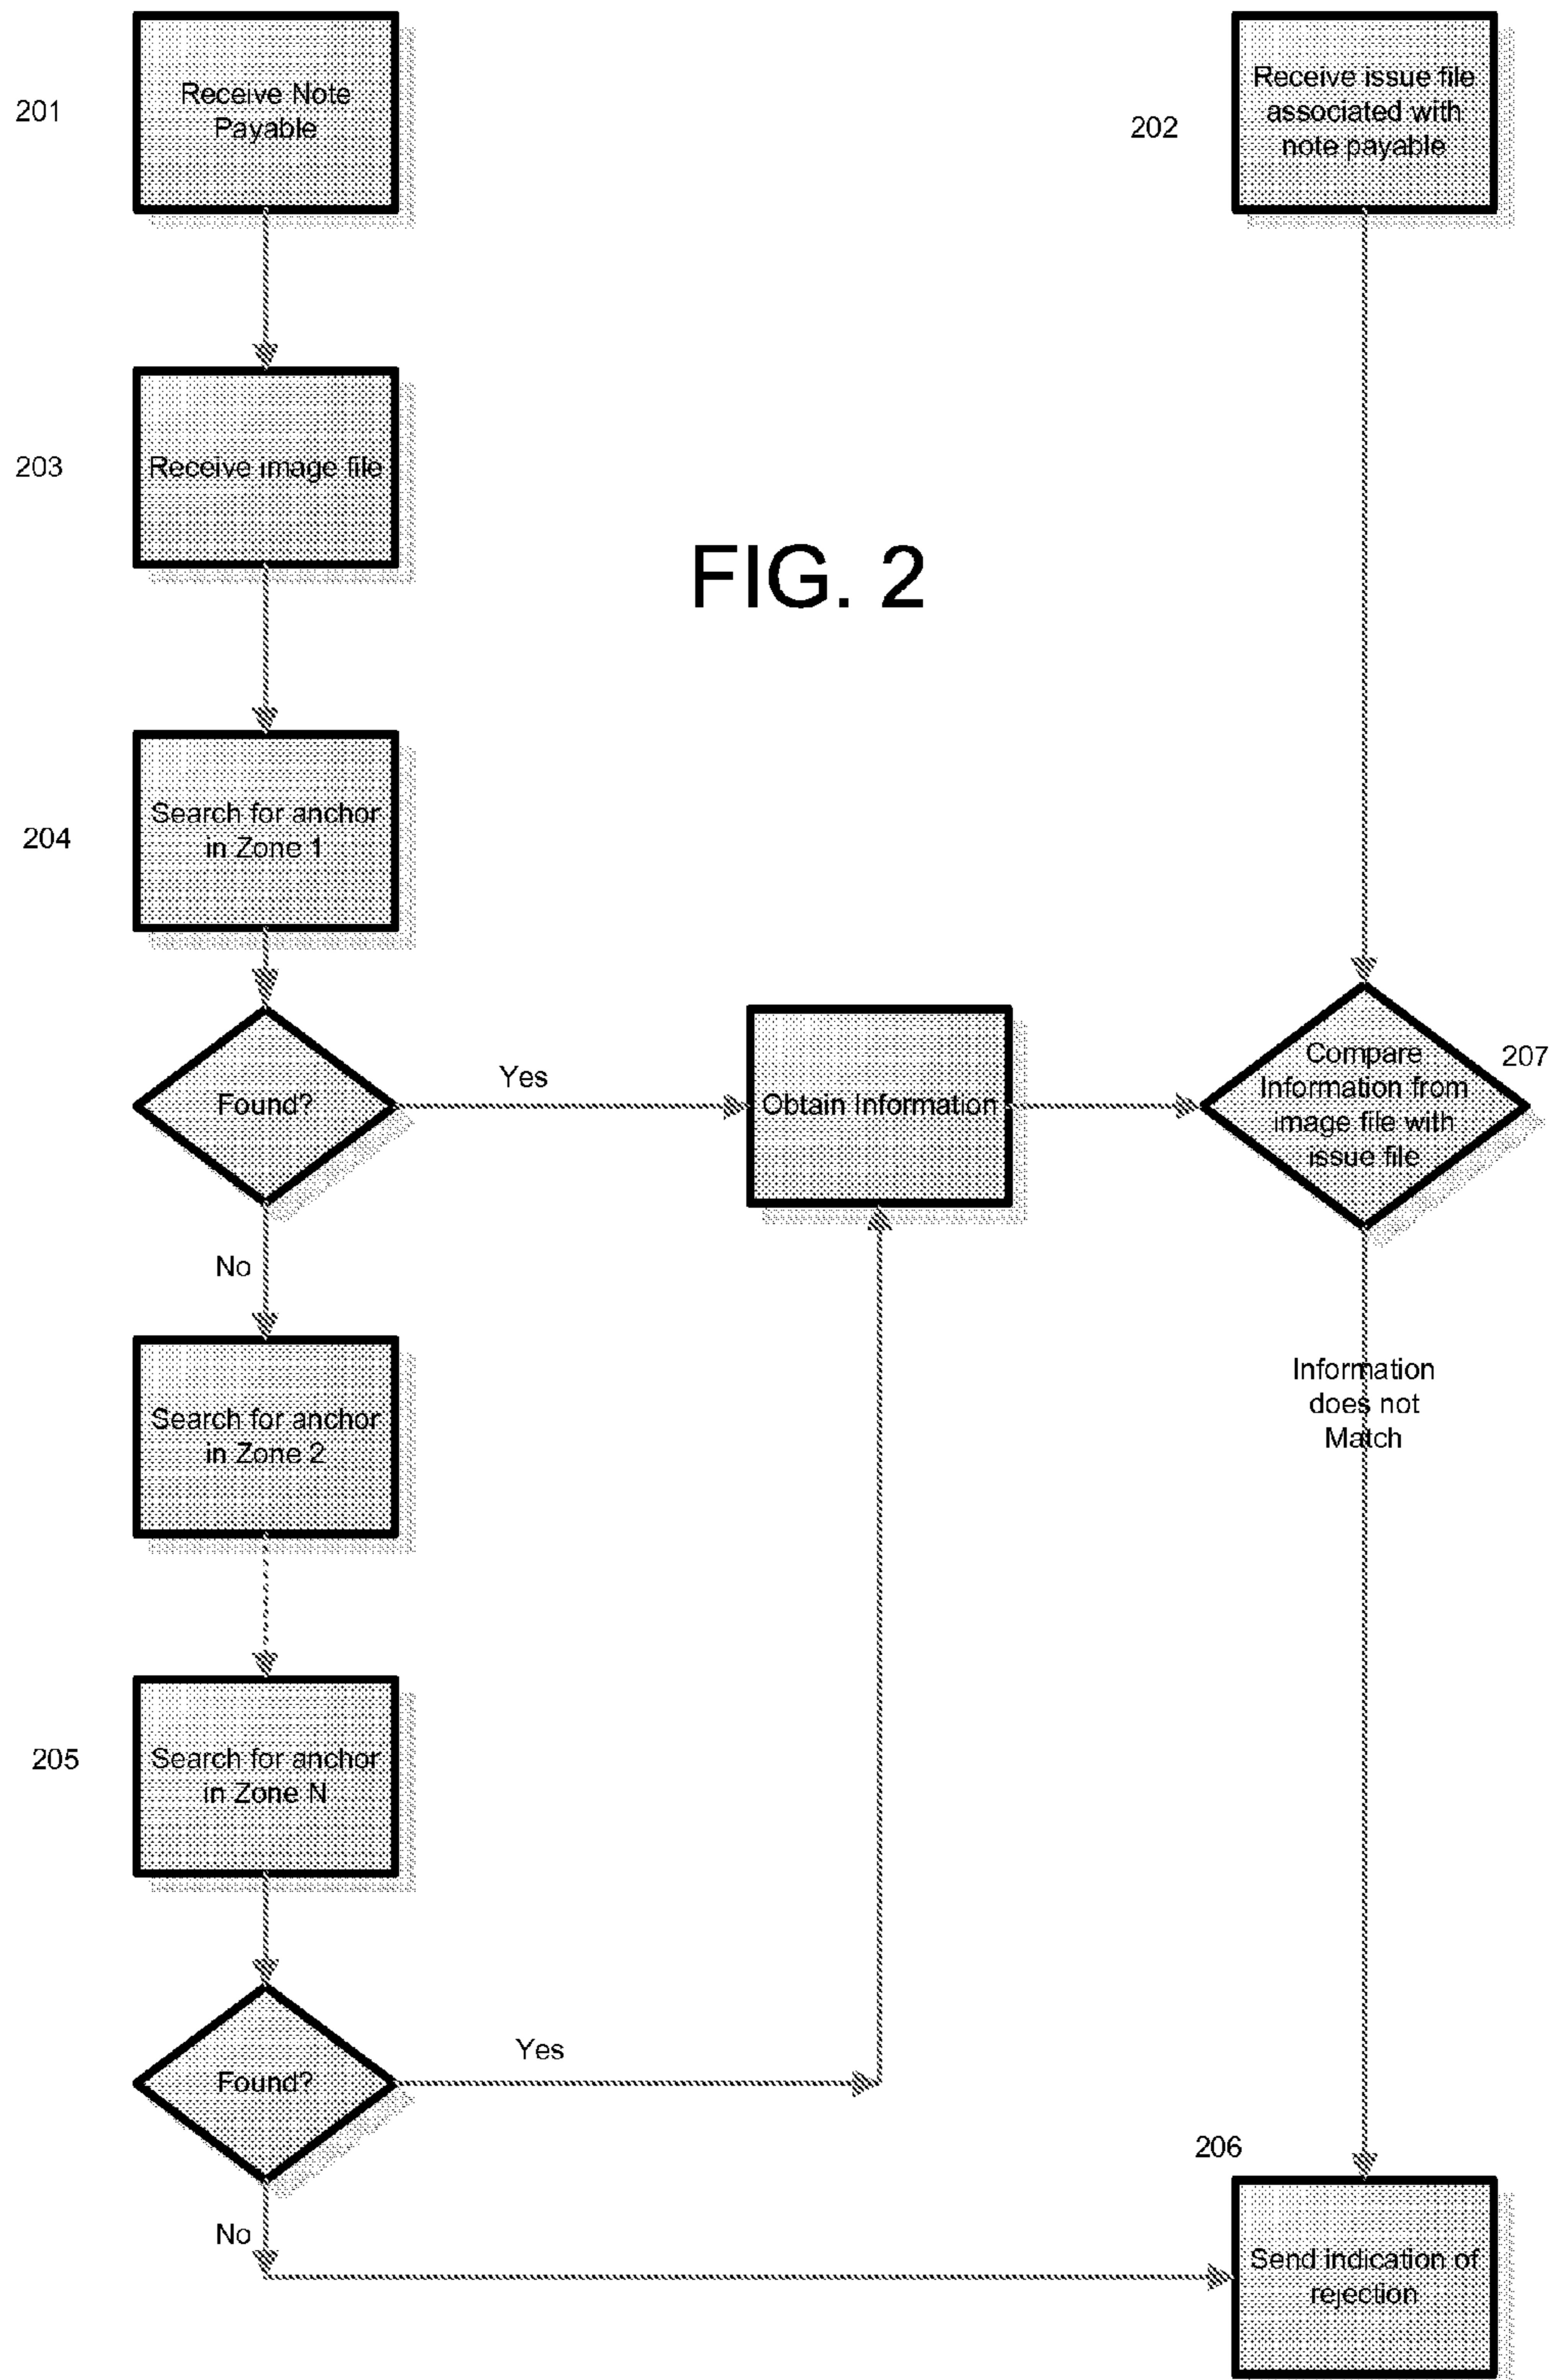 201
Receive Note
Payable
202
Receive issue file
associated with
note payable
203
Receive image file
FIG. 2
204
Search for anchor
in Zone 1
Found?
Yes
Obtain Information
Compare
Information from
image file with
issue file
207
No
Search for anchor
in Zone 2
Information
does not
Match
205
Search for anchor
in Zone N
Found?
Yes
No
206
Send indication of
rejection